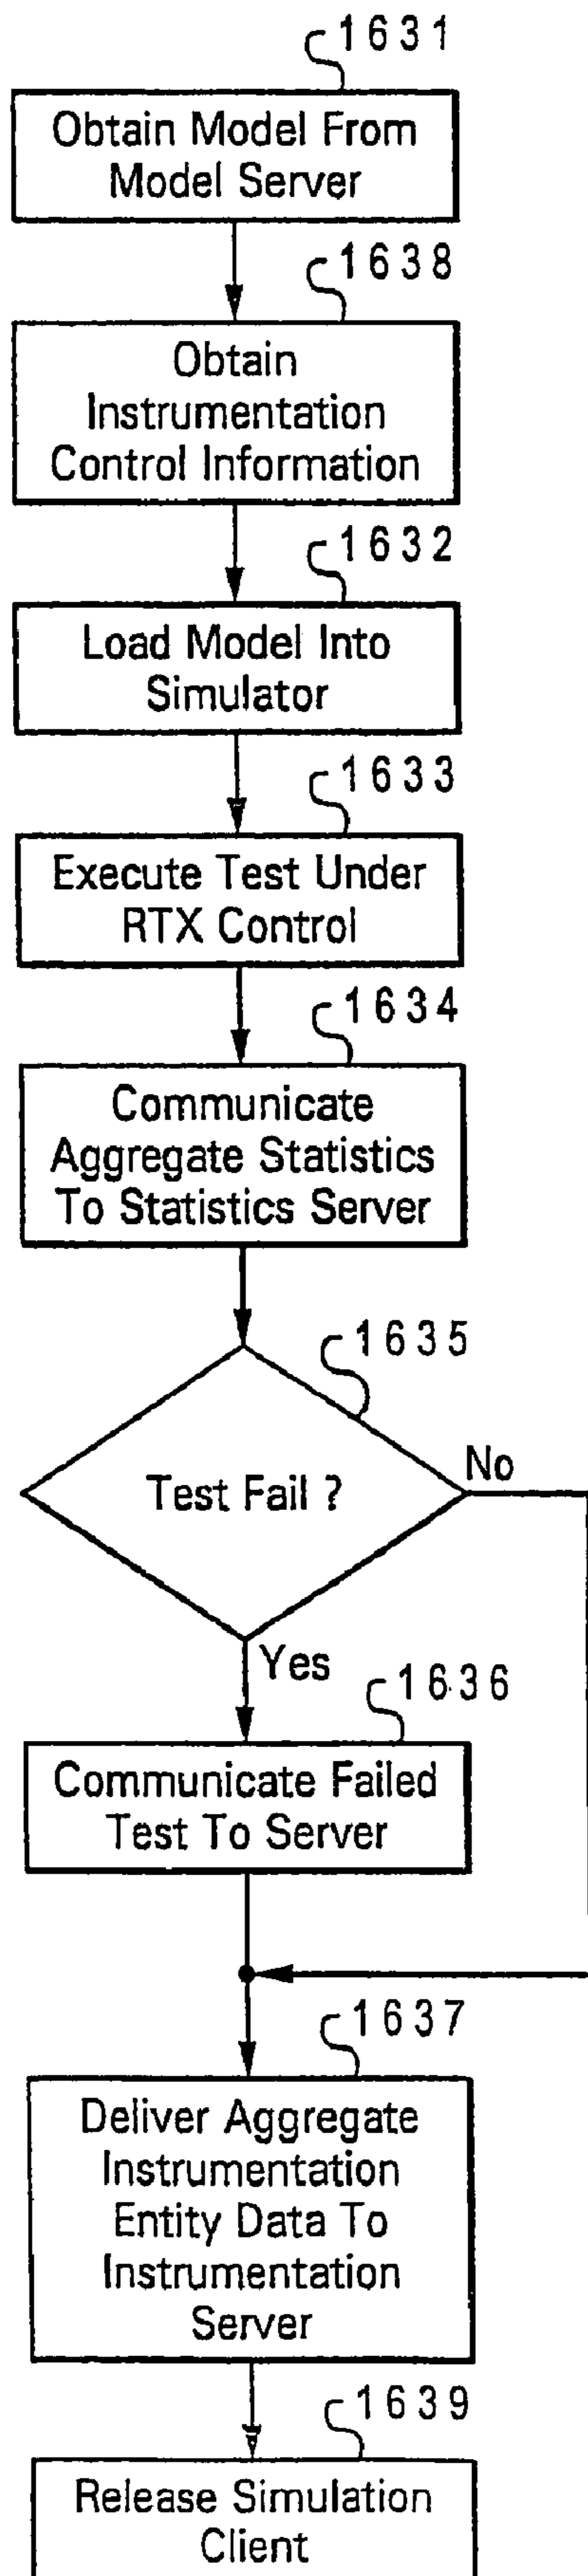 1631
Obtain Model From
Model Server
1638
Obtain
Instrumentation
Control Information
1632
Load Model Into
Simulator
1633
Execute Test Under
RTX Control
1634
Communicate
Aggregate Statistics
To Statistics Server
1635
Test Fail ?
No
Yes
1636
Communicate Failed
Test To Server
1637
Deliver Aggregate
Instrumentation
Entity Data To
Instrumentation
Server
1639
Release Simulation
Client